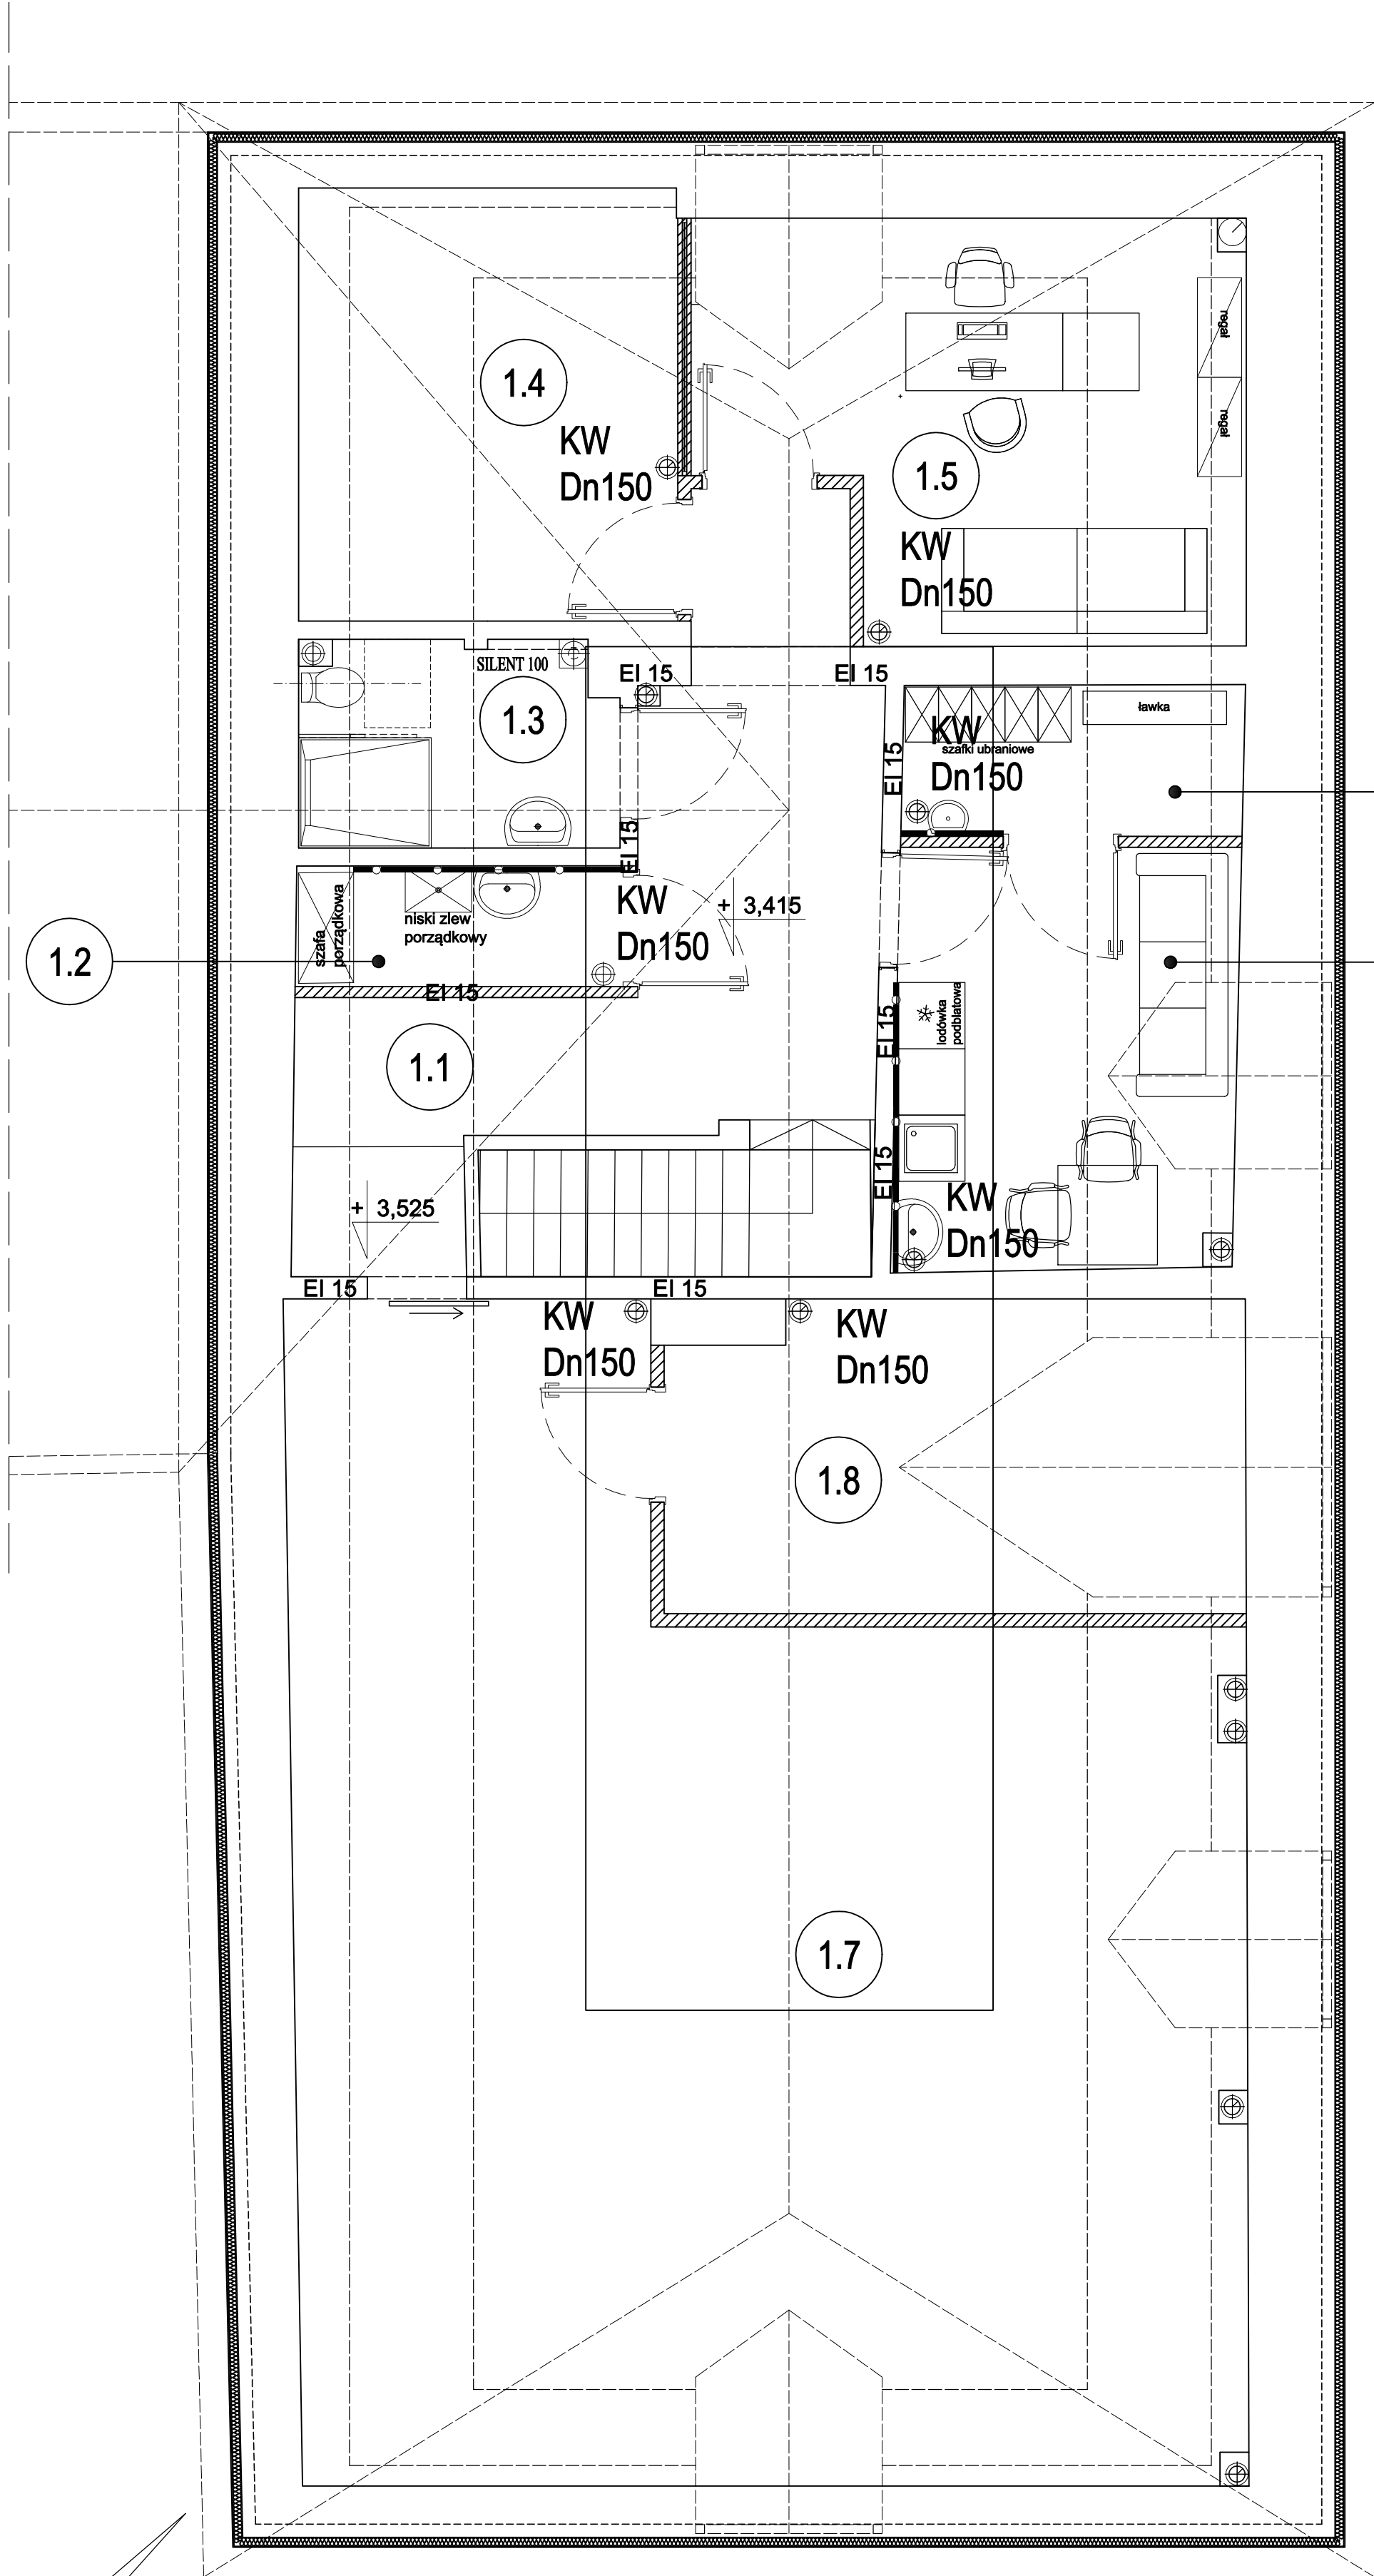 regał
1.4
regał
KW
Dn150
1.5
KW
Dn150
SILENT 100
EI 15
EI 15
1.3
ławka
KW
szafki ubraniowe
Dn150
EI 15
EI 15
szafa
porządkowa
niski zlew
porządkowy
KW
Dn150
+ 3,415
1.2
EI 15
lodówka
podblatowa
EI 15
1.1
EI 15
+ 3,525
KW
Dn150
EI 15
EI 15
KW
Dn150
KW
Dn150
1.8
1.7